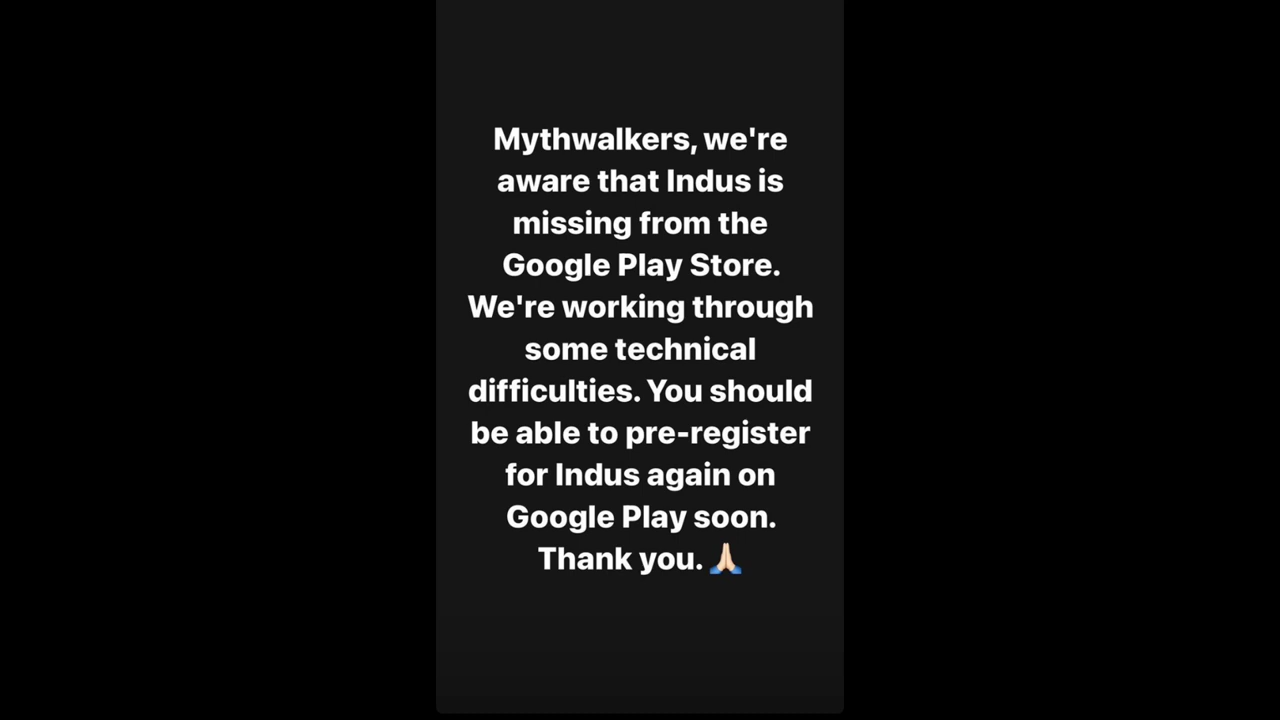 Mythwalkers, we're
aware that Indus is
missing from the
Google Play Store.
We're working through
some technical
difficulties. You should
be able to pre-register
for Indus again on
Google Play soon.
Thank you. 🙏🏻